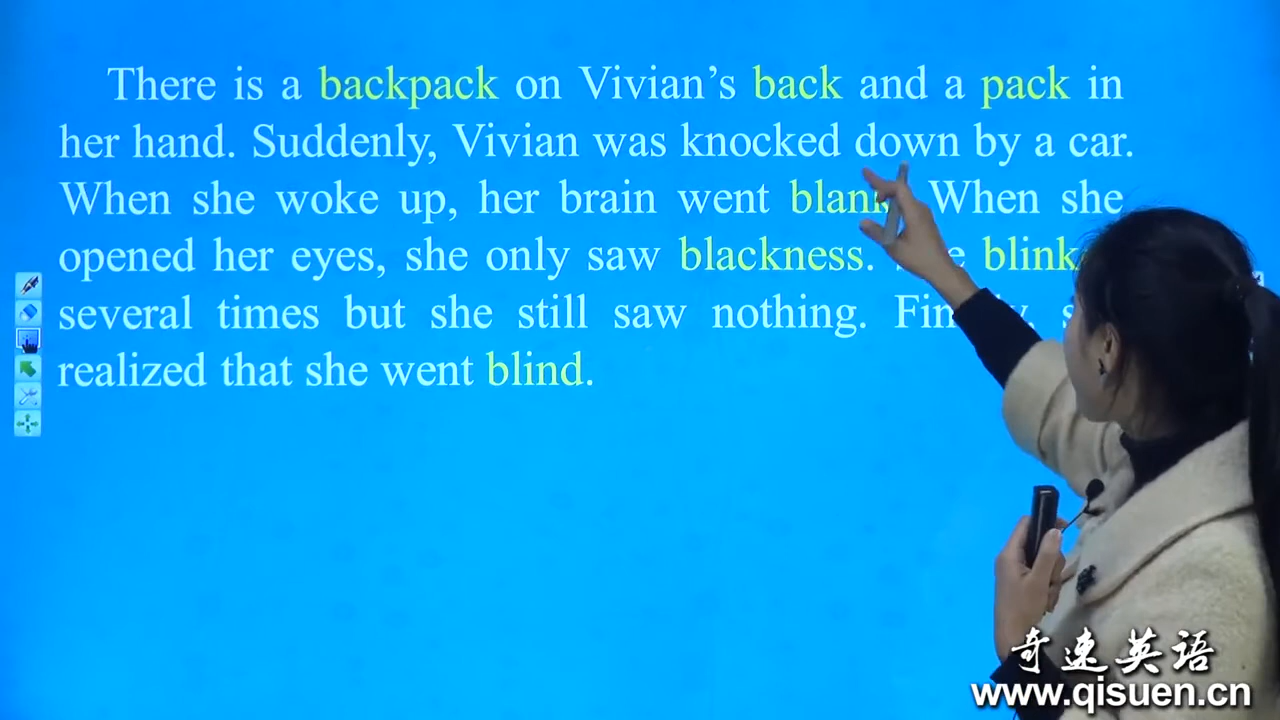 There is a backpack on Vivian's back and a pack in
her hand. Suddenly, Vivian was knocked down by a car.
When she woke up, her brain went When she
opened her eyes, she only saw blackness.
several times but she still saw nothing.
realized that she went blind.
奇速英语
www.qisuen.cn